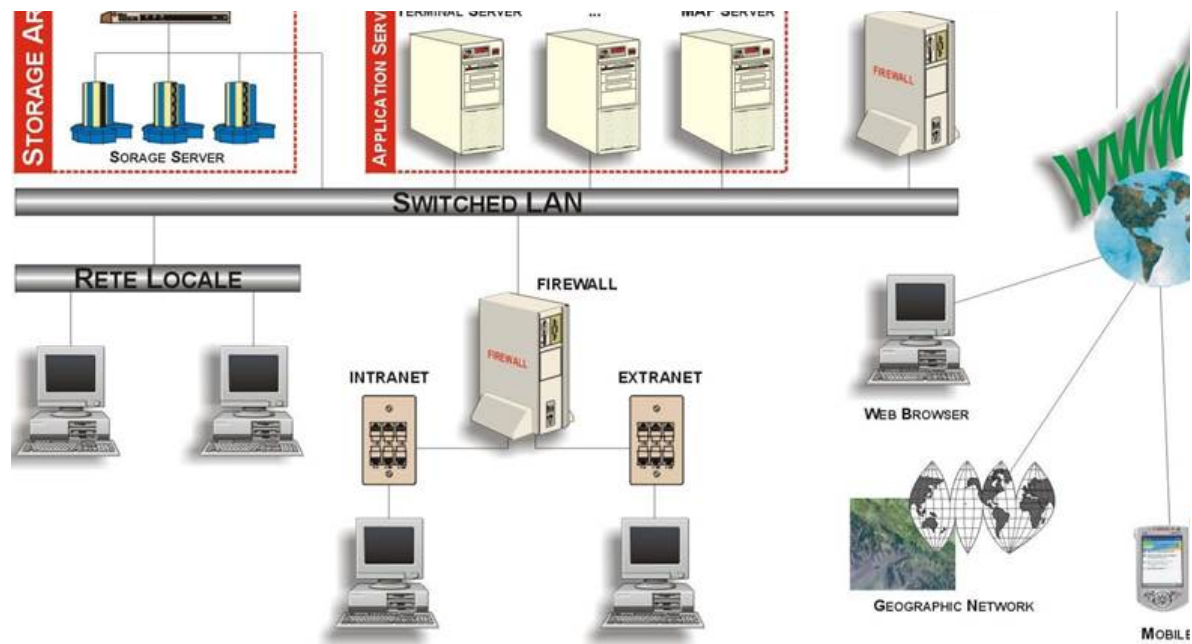 TERMINAL SERVER
...
MAP SERVER
STORAGE AR
APPLICATION SERV
FIREWALL
WWW
SORAGE SERVER
SWITCHED LAN
RETE LOCALE
FIREWALL
FIREWALL
INTRANET
EXTRANET
WEB BROWSER
GEOGRAPHIC NETWORK
MOBILE